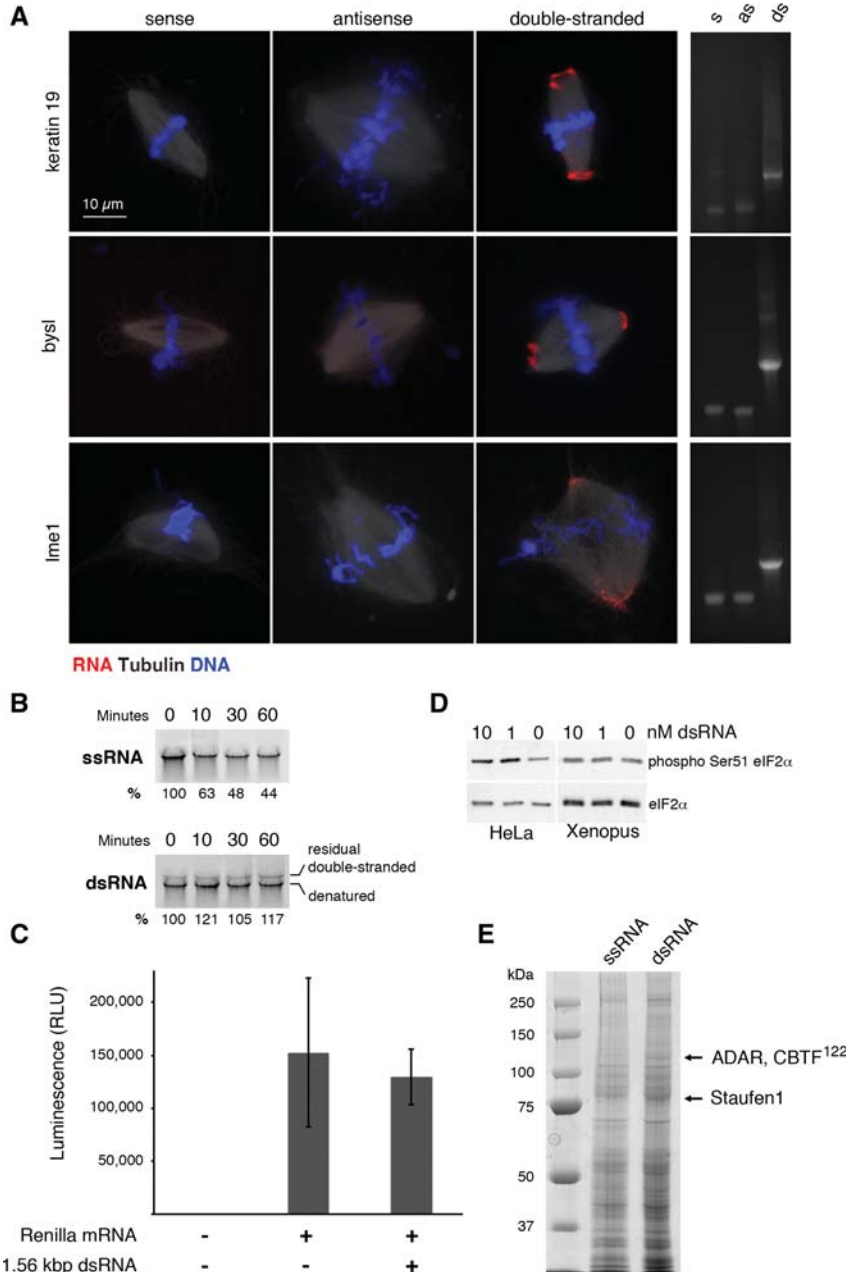 A
sense antisense double-stranded s as ds
keratin 19
10 µm
bysl
Ime1
RNA Tubulin DNA
B
Minutes 0 10 30 60
ssRNA
% 100 63 48 44
Minutes 0 10 30 60
residual
double-stranded
dsRNA
denatured
% 100 121 105 117
D
10 1 0 10 1 0 nM dsRNA
phospho Ser51 eIF2α
eIF2α
HeLa Xenopus
C
Luminescence (RLU)
200,000
150,000
100,000
50,000
Renilla mRNA - + +
1.56 kbp dsRNA - - +
E
ssRNA dsRNA
kDa
250
150
ADAR, CBTF122
100
Staufen1
75
50
37